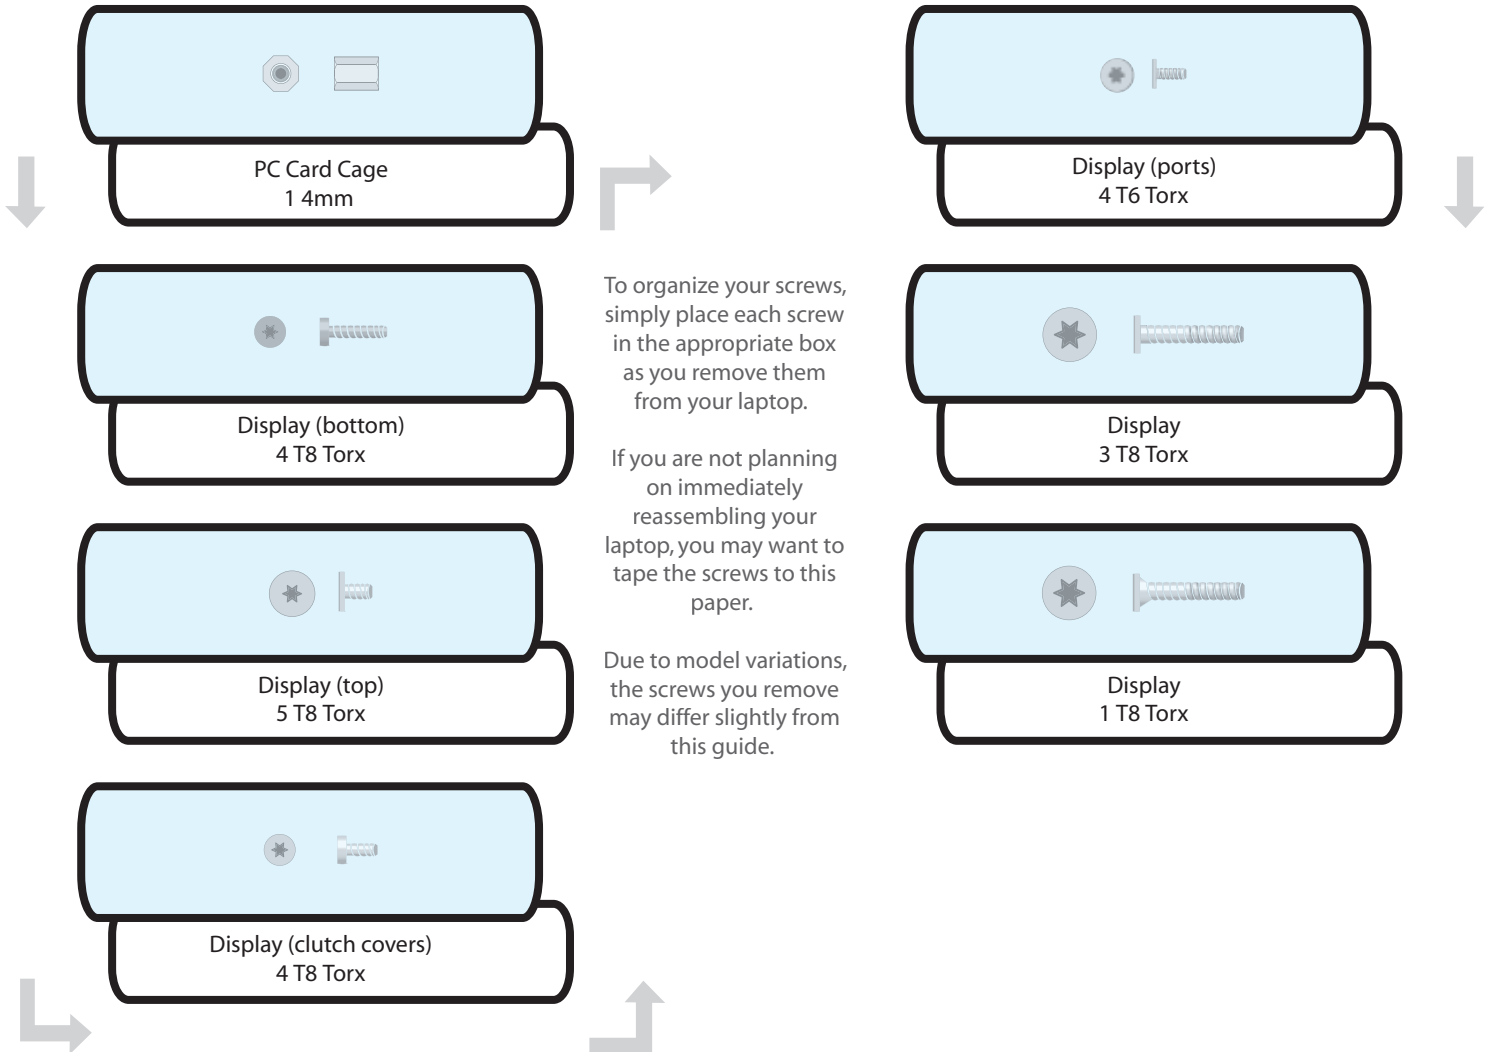 PC Card Cage
1 4mm
Display (bottom)
4 T8 Torx
Display (top)
5 T8 Torx
Display (clutch covers)
4 T8 Torx
To organize your screws,
simply place each screw
in the appropriate box
as you remove them
from your laptop.
If you are not planning
on immediately
reassembling your
laptop, you may want to
tape the screws to this
paper.
Due to model variations,
the screws you remove
may differ slightly from
this guide.
Display (ports)
4 T6 Torx
Display
3 T8 Torx
Display
1 T8 Torx